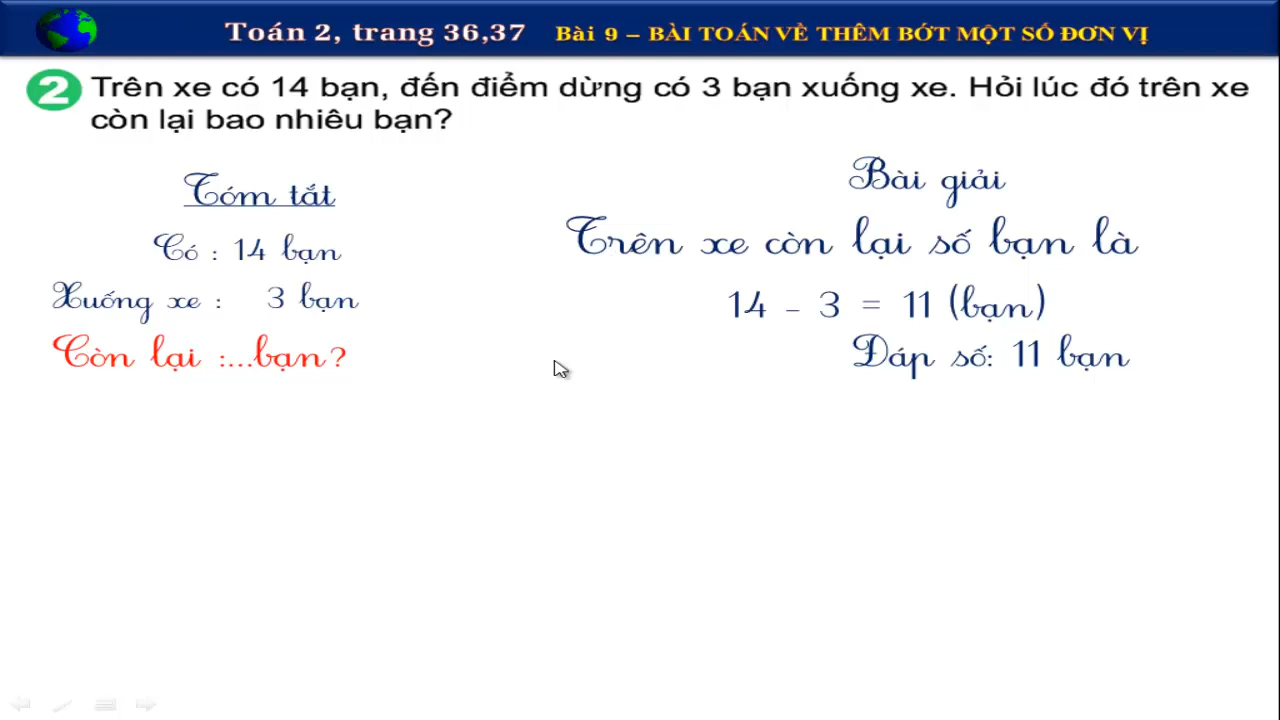 Toán 2, trang 36,37 Bài 9 – BÀI TOÁN VỀ THÊM BỚT MỘT SỐ ĐƠN VỊ
2 Trên xe có 14 bạn, đến điểm dừng có 3 bạn xuống xe. Hỏi lúc đó trên xe
còn lại bao nhiêu bạn?
Tóm tắt
Có : 14 bạn
Xuống xe : 3 bạn
Còn lại :...bạn?
Bài giải
Trên xe còn lại số bạn là
14 - 3 = 11 (bạn)
Đáp số: 11 bạn